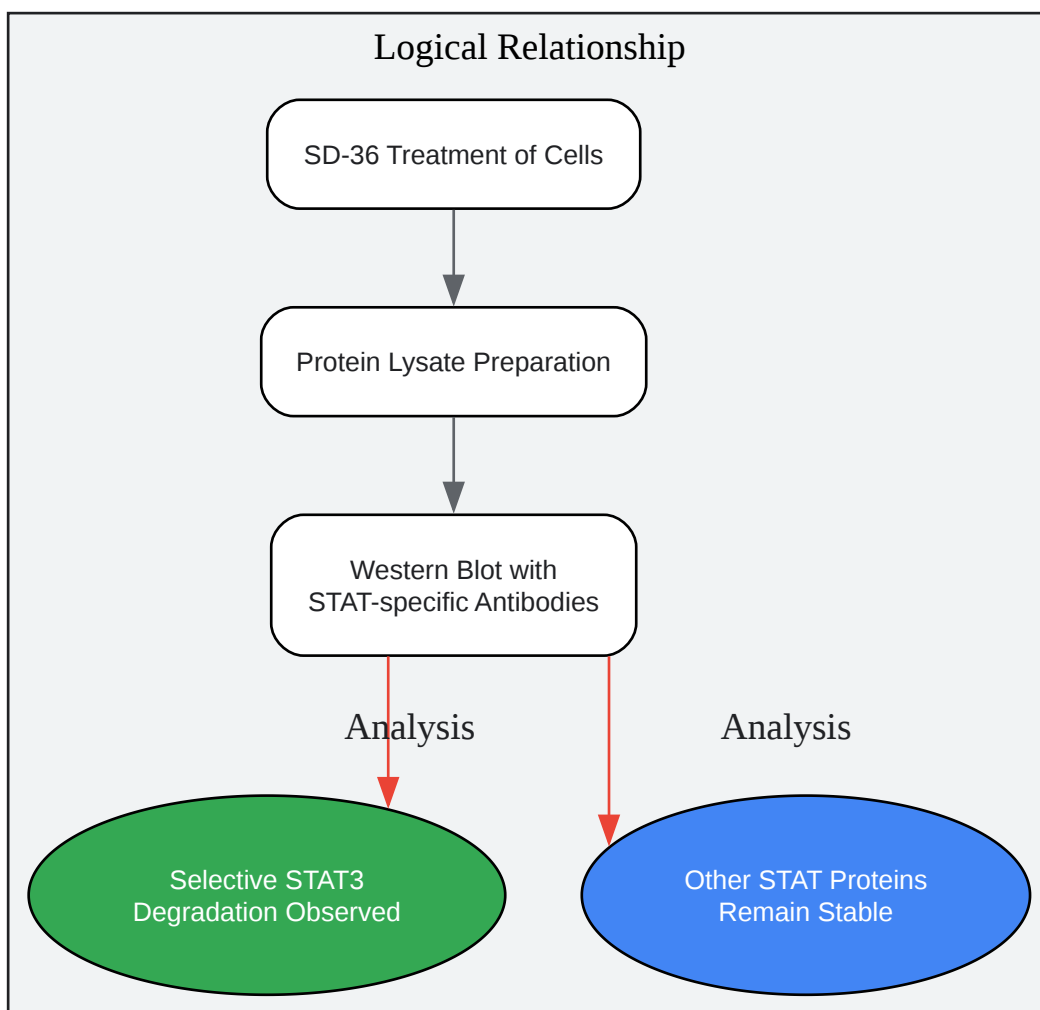 Logical Relationship
SD-36 Treatment of Cells
Protein Lysate Preparation
Western Blot with
STAT-specific Antibodies
Analysis
Analysis
Selective STAT3
Degradation Observed
Other STAT Proteins
Remain Stable